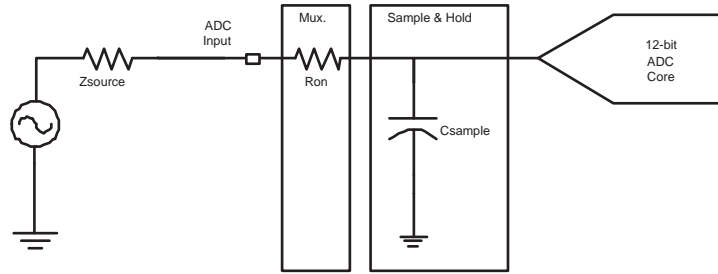 Mux.
Sample & Hold
ADC
Input
12-bit
ADC
Core
Zsource
Ron
Csample